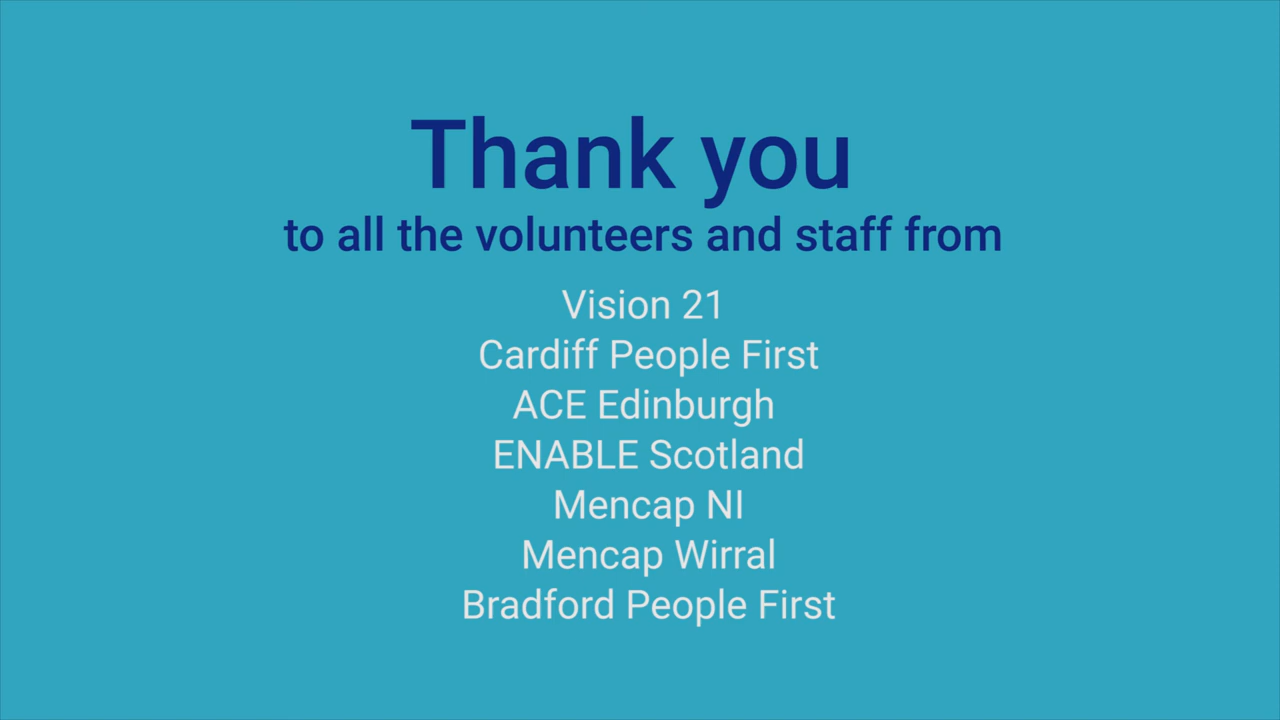 Thank you
to all the volunteers and staff from
Vision 21
Cardiff People First
ACE Edinburgh
ENABLE Scotland
Mencap NI
Mencap Wirral
Bradford People First